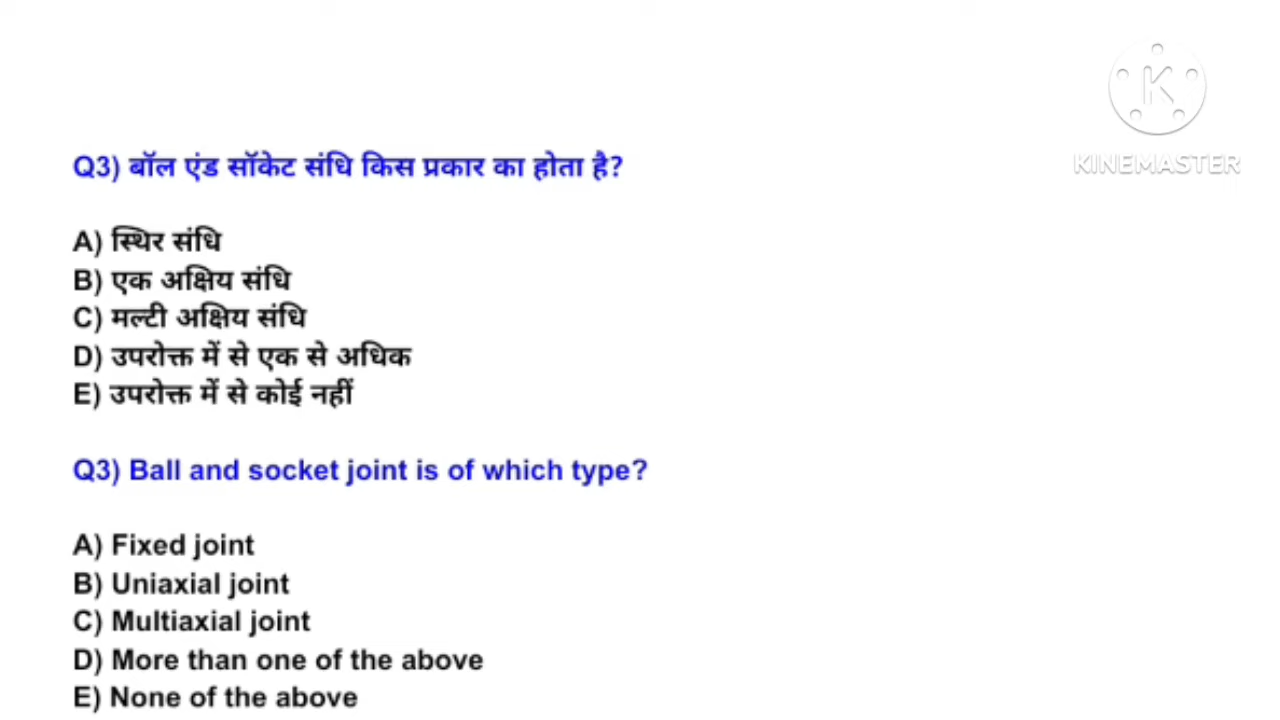 K
KINEMASTER
Q3) बॉल एंड सॉकेट संधि किस प्रकार का होता है?
A) स्थिर संधि
B) एक अक्षिय संधि
C) मल्टी अक्षिय संधि
D) उपरोक्त में से एक से अधिक
E) उपरोक्त में से कोई नहीं
Q3) Ball and socket joint is of which type?
A) Fixed joint
B) Uniaxial joint
C) Multiaxial joint
D) More than one of the above
E) None of the above